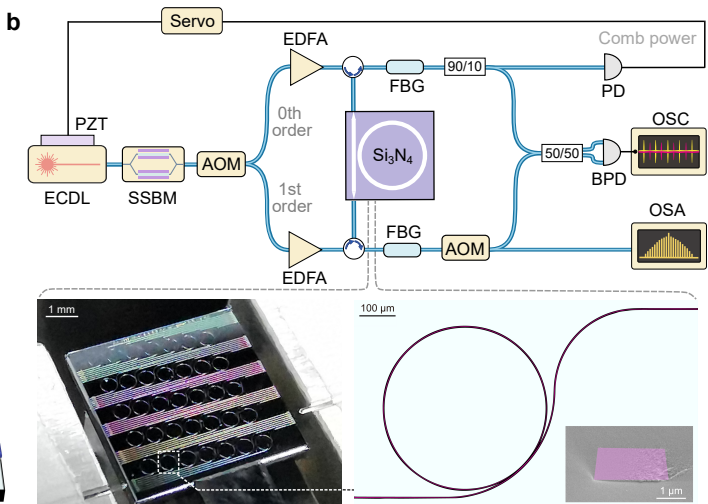 b
Servo
Comb power
EDFA
FBG
90/10
PD
PZT
0th
order
Si₃N₄
OSC
ECDL
SSBM
AOM
50/50
BPD
1st
order
FBG
OSA
EDFA
AOM
1 mm
100 µm
1 µm